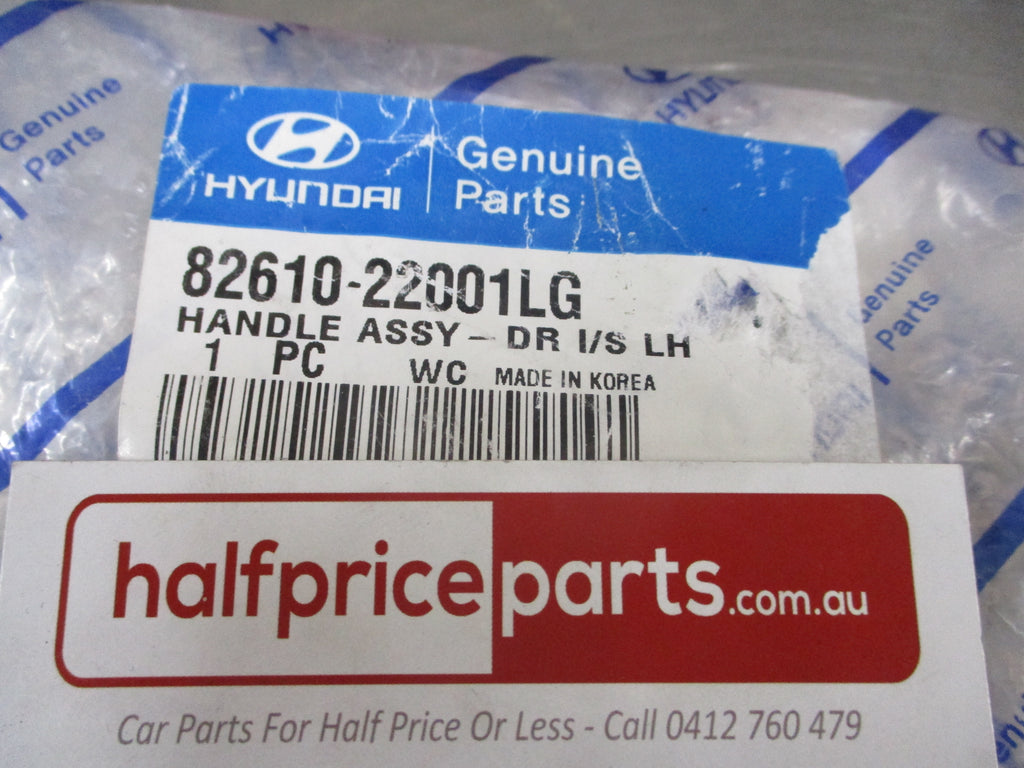 Genuine
Parts
HYUNDAI
HYUNDAI
Genuine
Parts
82610-22001LG
HANDLE ASSY - DR I/S LH
1 PC WC MADE IN KOREA
Genuine
Parts
halfpriceparts.com.au
Car Parts For Half Price Or Less - Call 0412 760 479